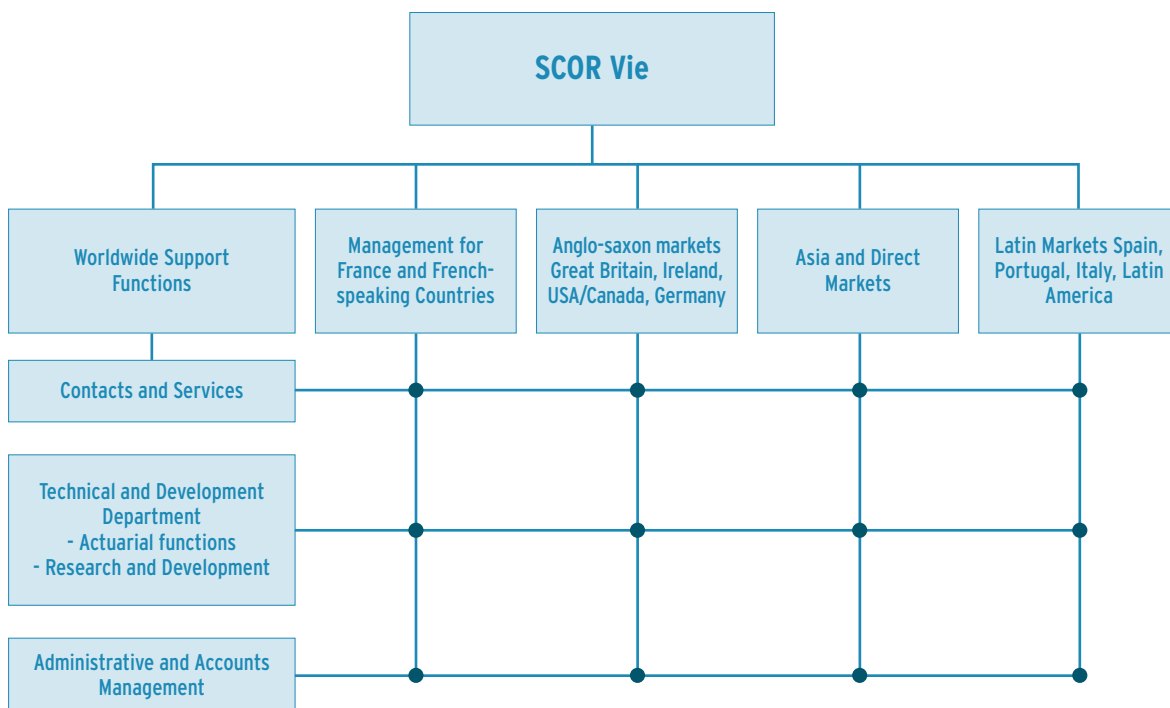 SCOR Vie
Worldwide Support
Functions
Management for
France and French-
speaking Countries
Anglo-saxon markets
Great Britain, Ireland,
USA/Canada, Germany
Asia and Direct
Markets
Latin Markets Spain,
Portugal, Italy, Latin
America
Contacts and Services
Technical and Development
Department
- Actuarial functions
- Research and Development
Administrative and Accounts
Management